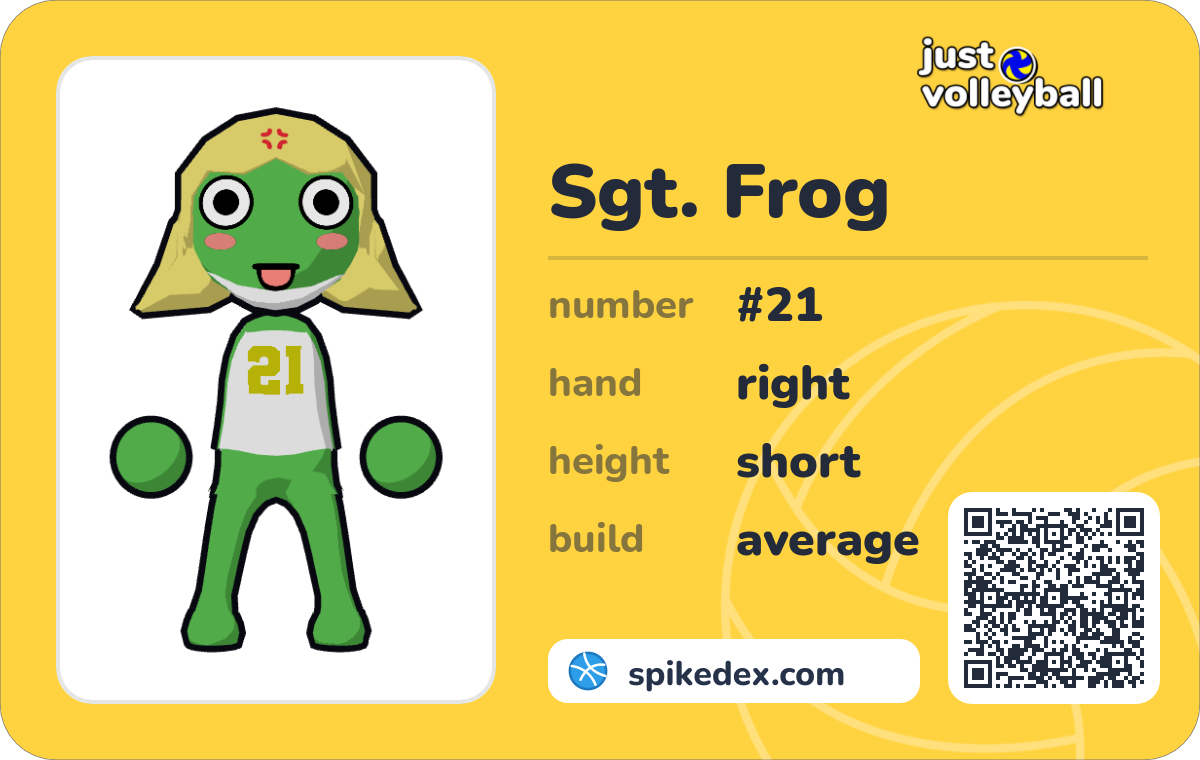 just
volleyball
Sgt. Frog
number #21
hand right
height short
build average
21
spikedex.com